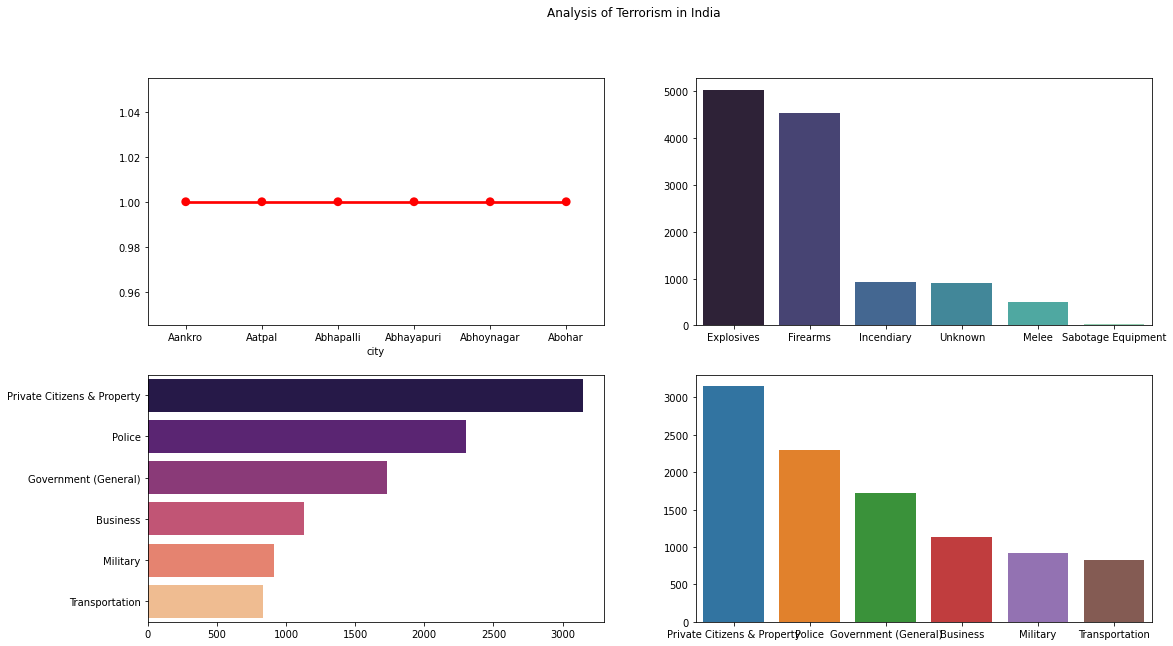 Analysis of Terrorism in India
1.04
1.02
1.00
0.98
0.96
Aankro Aatpal Abhapalli Abhayapuri Abhoynagar Abohar
city
5000
4000
3000
2000
1000
0
Explosives Firearms Incendiary Unknown Melee Sabotage Equipment
Private Citizens & Property
Police
Government (General)
Business
Military
Transportation
0 500 1000 1500 2000 2500 3000
3000
2500
2000
1500
1000
500
0
Private Citizens & Property Police Government (General) Business Military Transportation